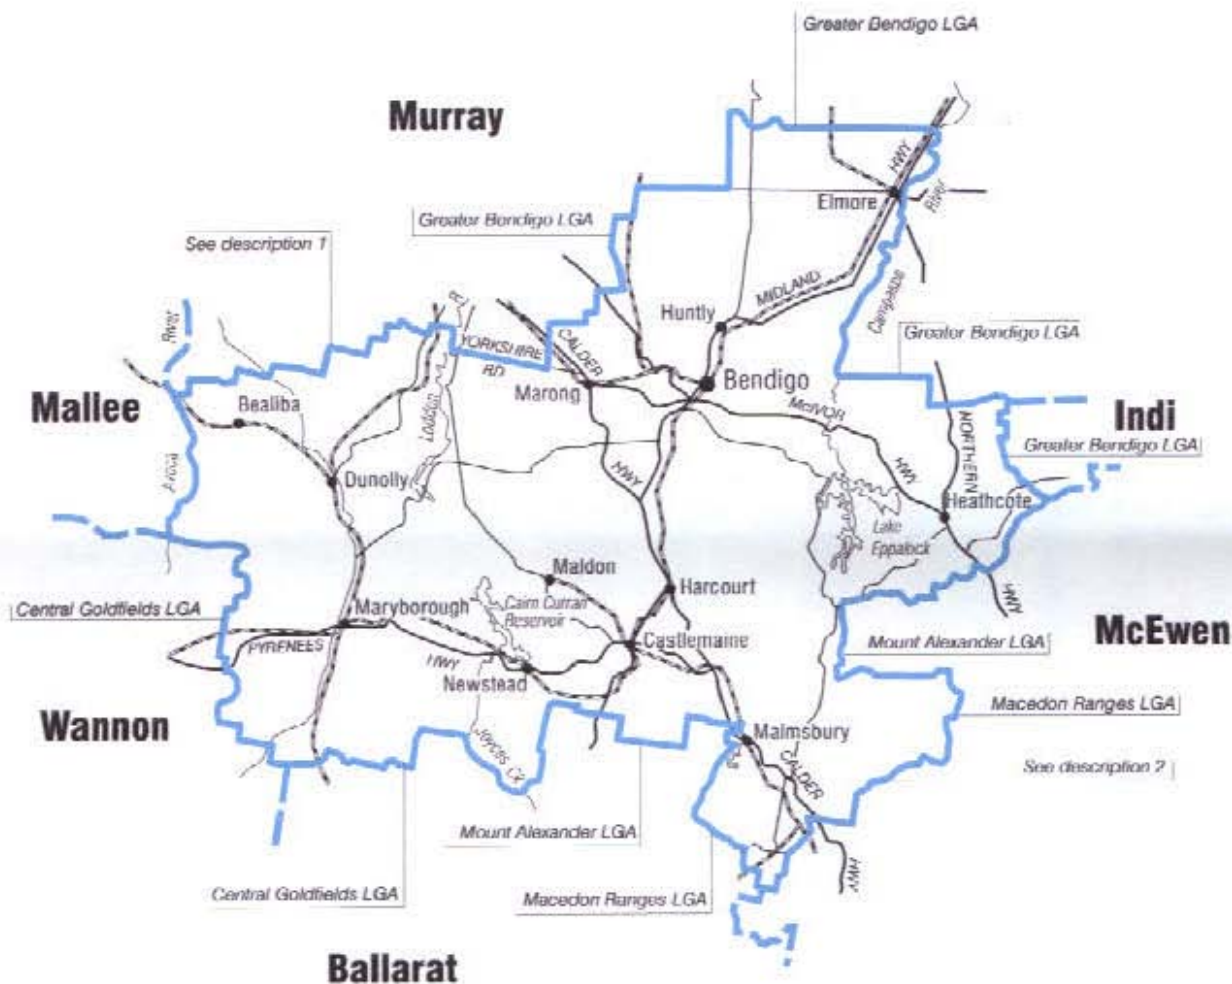 Greater Bendigo LGA
Murray
HWY
Elmore
River
Greater Bendigo LGA
See description 1
MIDLAND
Campaspe
River
Huntly
Greater Bendigo LGA
YORKSHIRE
RD
CALDER
Bendigo
Marong
Mallee
Bealiba
Loddon
McIVOR
Indi
NORTHERN
Greater Bendigo LGA
Avoca
Dunolly
HWY
HWY
Heathcote
Lake
Eppalock
Maldon
Harcourt
HWY
Central Goldfields LGA
Maryborough
Cairn Curran
Reservoir
McEwen
PYRENEES
HWY
Castlemaine
Mount Alexander LGA
Newstead
Wannon
Macedon Ranges LGA
Joyces CK
Malmsbury
CALDER
See description 2
Mount Alexander LGA
HWY
Central Goldfields LGA
Macedon Ranges LGA
Ballarat